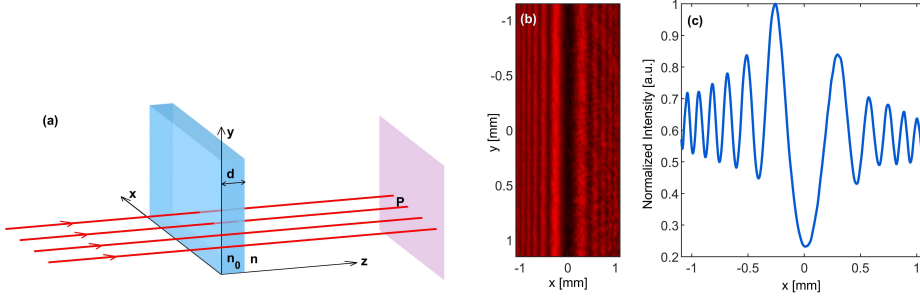 (a)
y
d
x
P
n₀ n
z
(b)
-1
-0.5
0
0.5
1
y [mm]
-1 0 1
x [mm]
(c)
1
0.9
0.8
0.7
0.6
0.5
0.4
0.3
0.2
Normalized Intensity [a.u.]
-1 -0.5 0 0.5 1
x [mm]